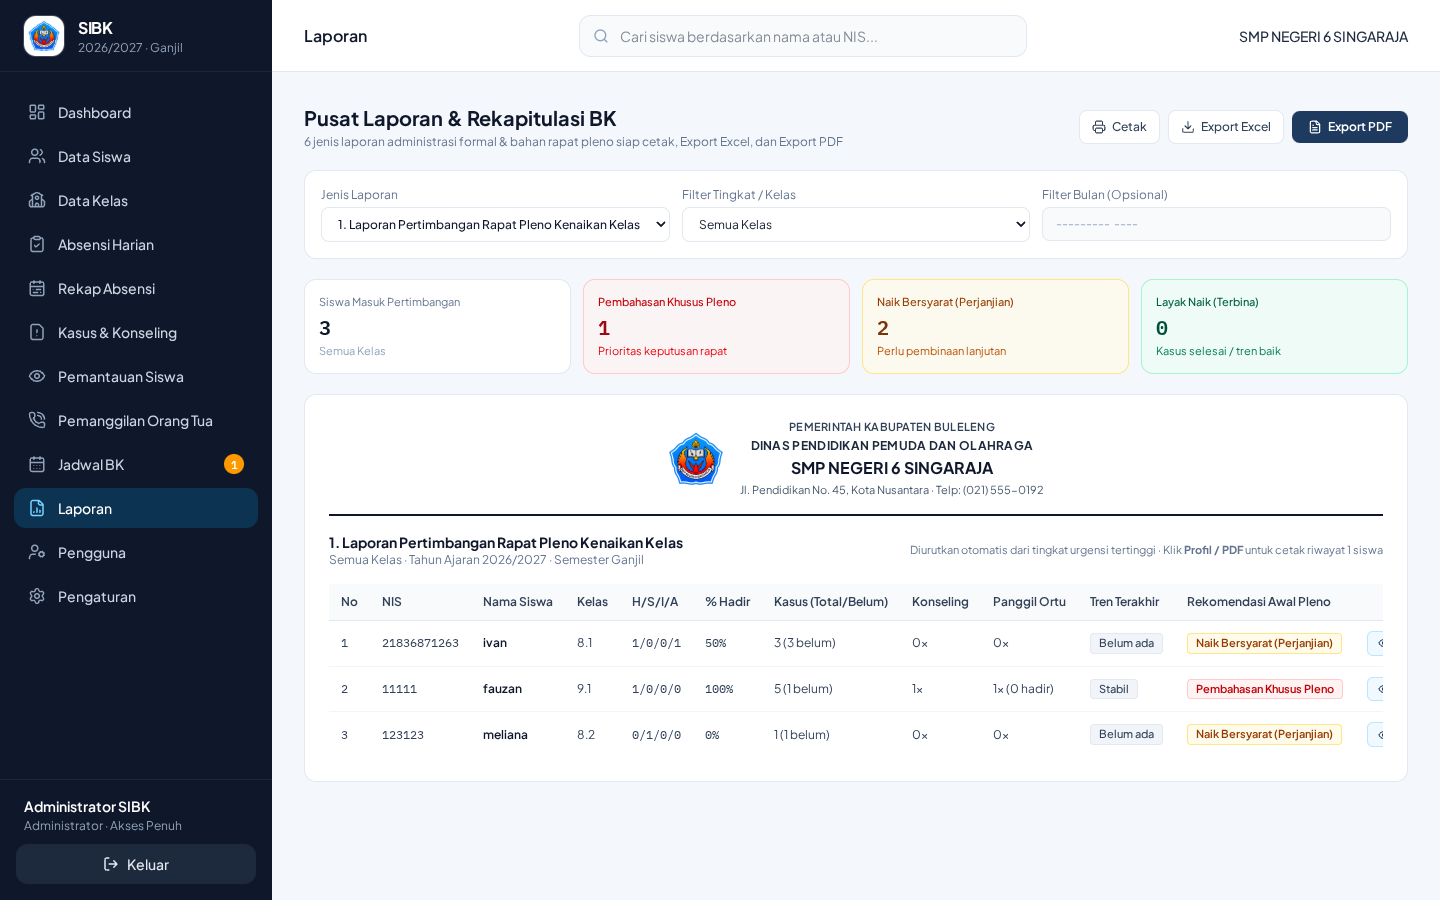 SIBK
2026/2027 · Ganjil
Dashboard
Data Siswa
Data Kelas
Absensi Harian
Rekap Absensi
Kasus & Konseling
Pemantauan Siswa
Pemanggilan Orang Tua
Jadwal BK 1
Laporan
Pengguna
Pengaturan
Administrator SIBK
Administrator · Akses Penuh
Keluar
Laporan
Cari siswa berdasarkan nama atau NIS...
SMP NEGERI 6 SINGARAJA
Pusat Laporan & Rekapitulasi BK
6 jenis laporan administrasi formal & bahan rapat pleno siap cetak, Export Excel, dan Export PDF
Cetak
Export Excel
Export PDF
Jenis Laporan
1. Laporan Pertimbangan Rapat Pleno Kenaikan Kelas
Filter Tingkat / Kelas
Semua Kelas
Filter Bulan (Opsional)
--------- ----
Siswa Masuk Pertimbangan
3
Semua Kelas
Pembahasan Khusus Pleno
1
Prioritas keputusan rapat
Naik Bersyarat (Perjanjian)
2
Perlu pembinaan lanjutan
Layak Naik (Terbina)
0
Kasus selesai / tren baik
PEMERINTAH KABUPATEN BULELENG
DINAS PENDIDIKAN PEMUDA DAN OLAHRAGA
SMP NEGERI 6 SINGARAJA
Jl. Pendidikan No. 45, Kota Nusantara · Telp: (021) 555-0192
1. Laporan Pertimbangan Rapat Pleno Kenaikan Kelas
Semua Kelas · Tahun Ajaran 2026/2027 · Semester Ganjil
Diurutkan otomatis dari tingkat urgensi tertinggi · Klik Profil / PDF untuk cetak riwayat 1 siswa
No NIS Nama Siswa Kelas H/S/I/A % Hadir Kasus (Total/Belum) Konseling Panggil Ortu Tren Terakhir Rekomendasi Awal Pleno
1 21836871263 ivan 8.1 1/0/0/1 50% 3 (3 belum) 0× 0× Belum ada Naik Bersyarat (Perjanjian)
2 11111 fauzan 9.1 1/0/0/0 100% 5 (1 belum) 1× 1× (0 hadir) Stabil Pembahasan Khusus Pleno
3 123123 meliana 8.2 0/1/0/0 0% 1 (1 belum) 0× 0× Belum ada Naik Bersyarat (Perjanjian)